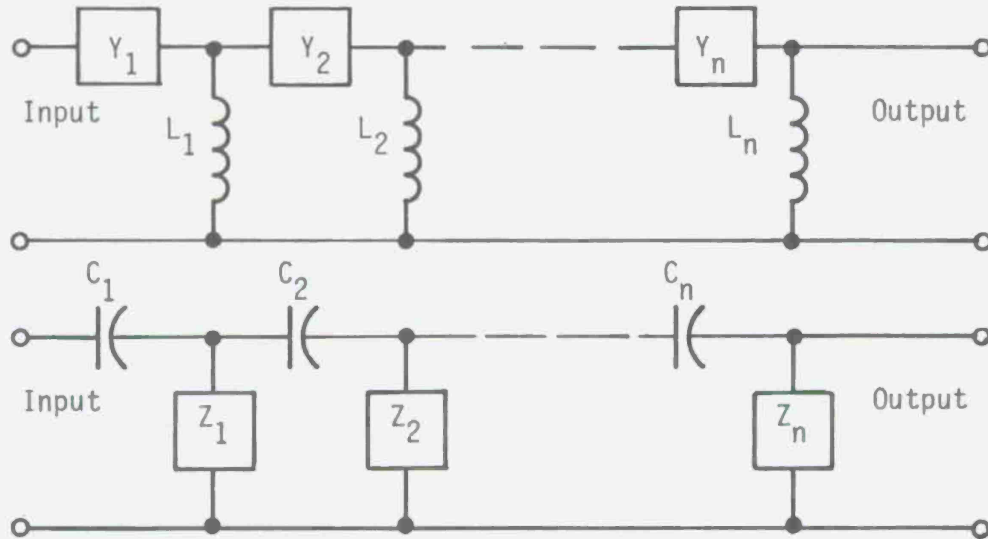 Y1 Y2 Yn
Input L1 L2 Ln Output
C1 C2 Cn
Input Z1 Z2 Zn Output